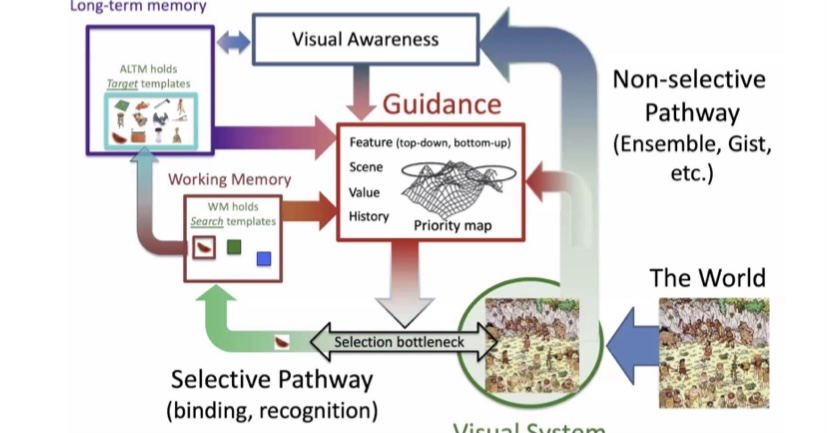 Long-term memory
Visual Awareness
ALTM holds
Target templates
Guidance
Non-selective
Pathway
(Ensemble, Gist,
etc.)
Feature (top-down, bottom-up)
Scene
Value
History
Priority map
Working Memory
WM holds
Search templates
The World
Selection bottleneck
Selective Pathway
(binding, recognition)
Visual System